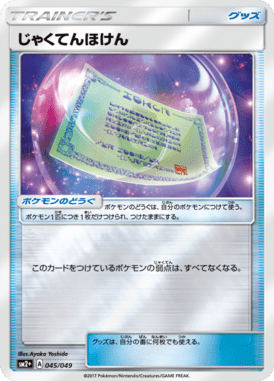 TRAINER'S
グッズ
じゃくてんほけん
ポケモンのどうぐ
ポケモンのどうぐは、自分のポケモンにつけて使う。
ポケモン1匹につき1枚だけつけられ、つけたままにする。
このカードをつけているポケモンの弱点は、すべてなくなる。
グッズは、自分の番に何枚でも使える。
Illus.Ayaka Yoshida
SM2+ A 045/049
©2017 Pokémon/Nintendo/Creatures/GAME FREAK.